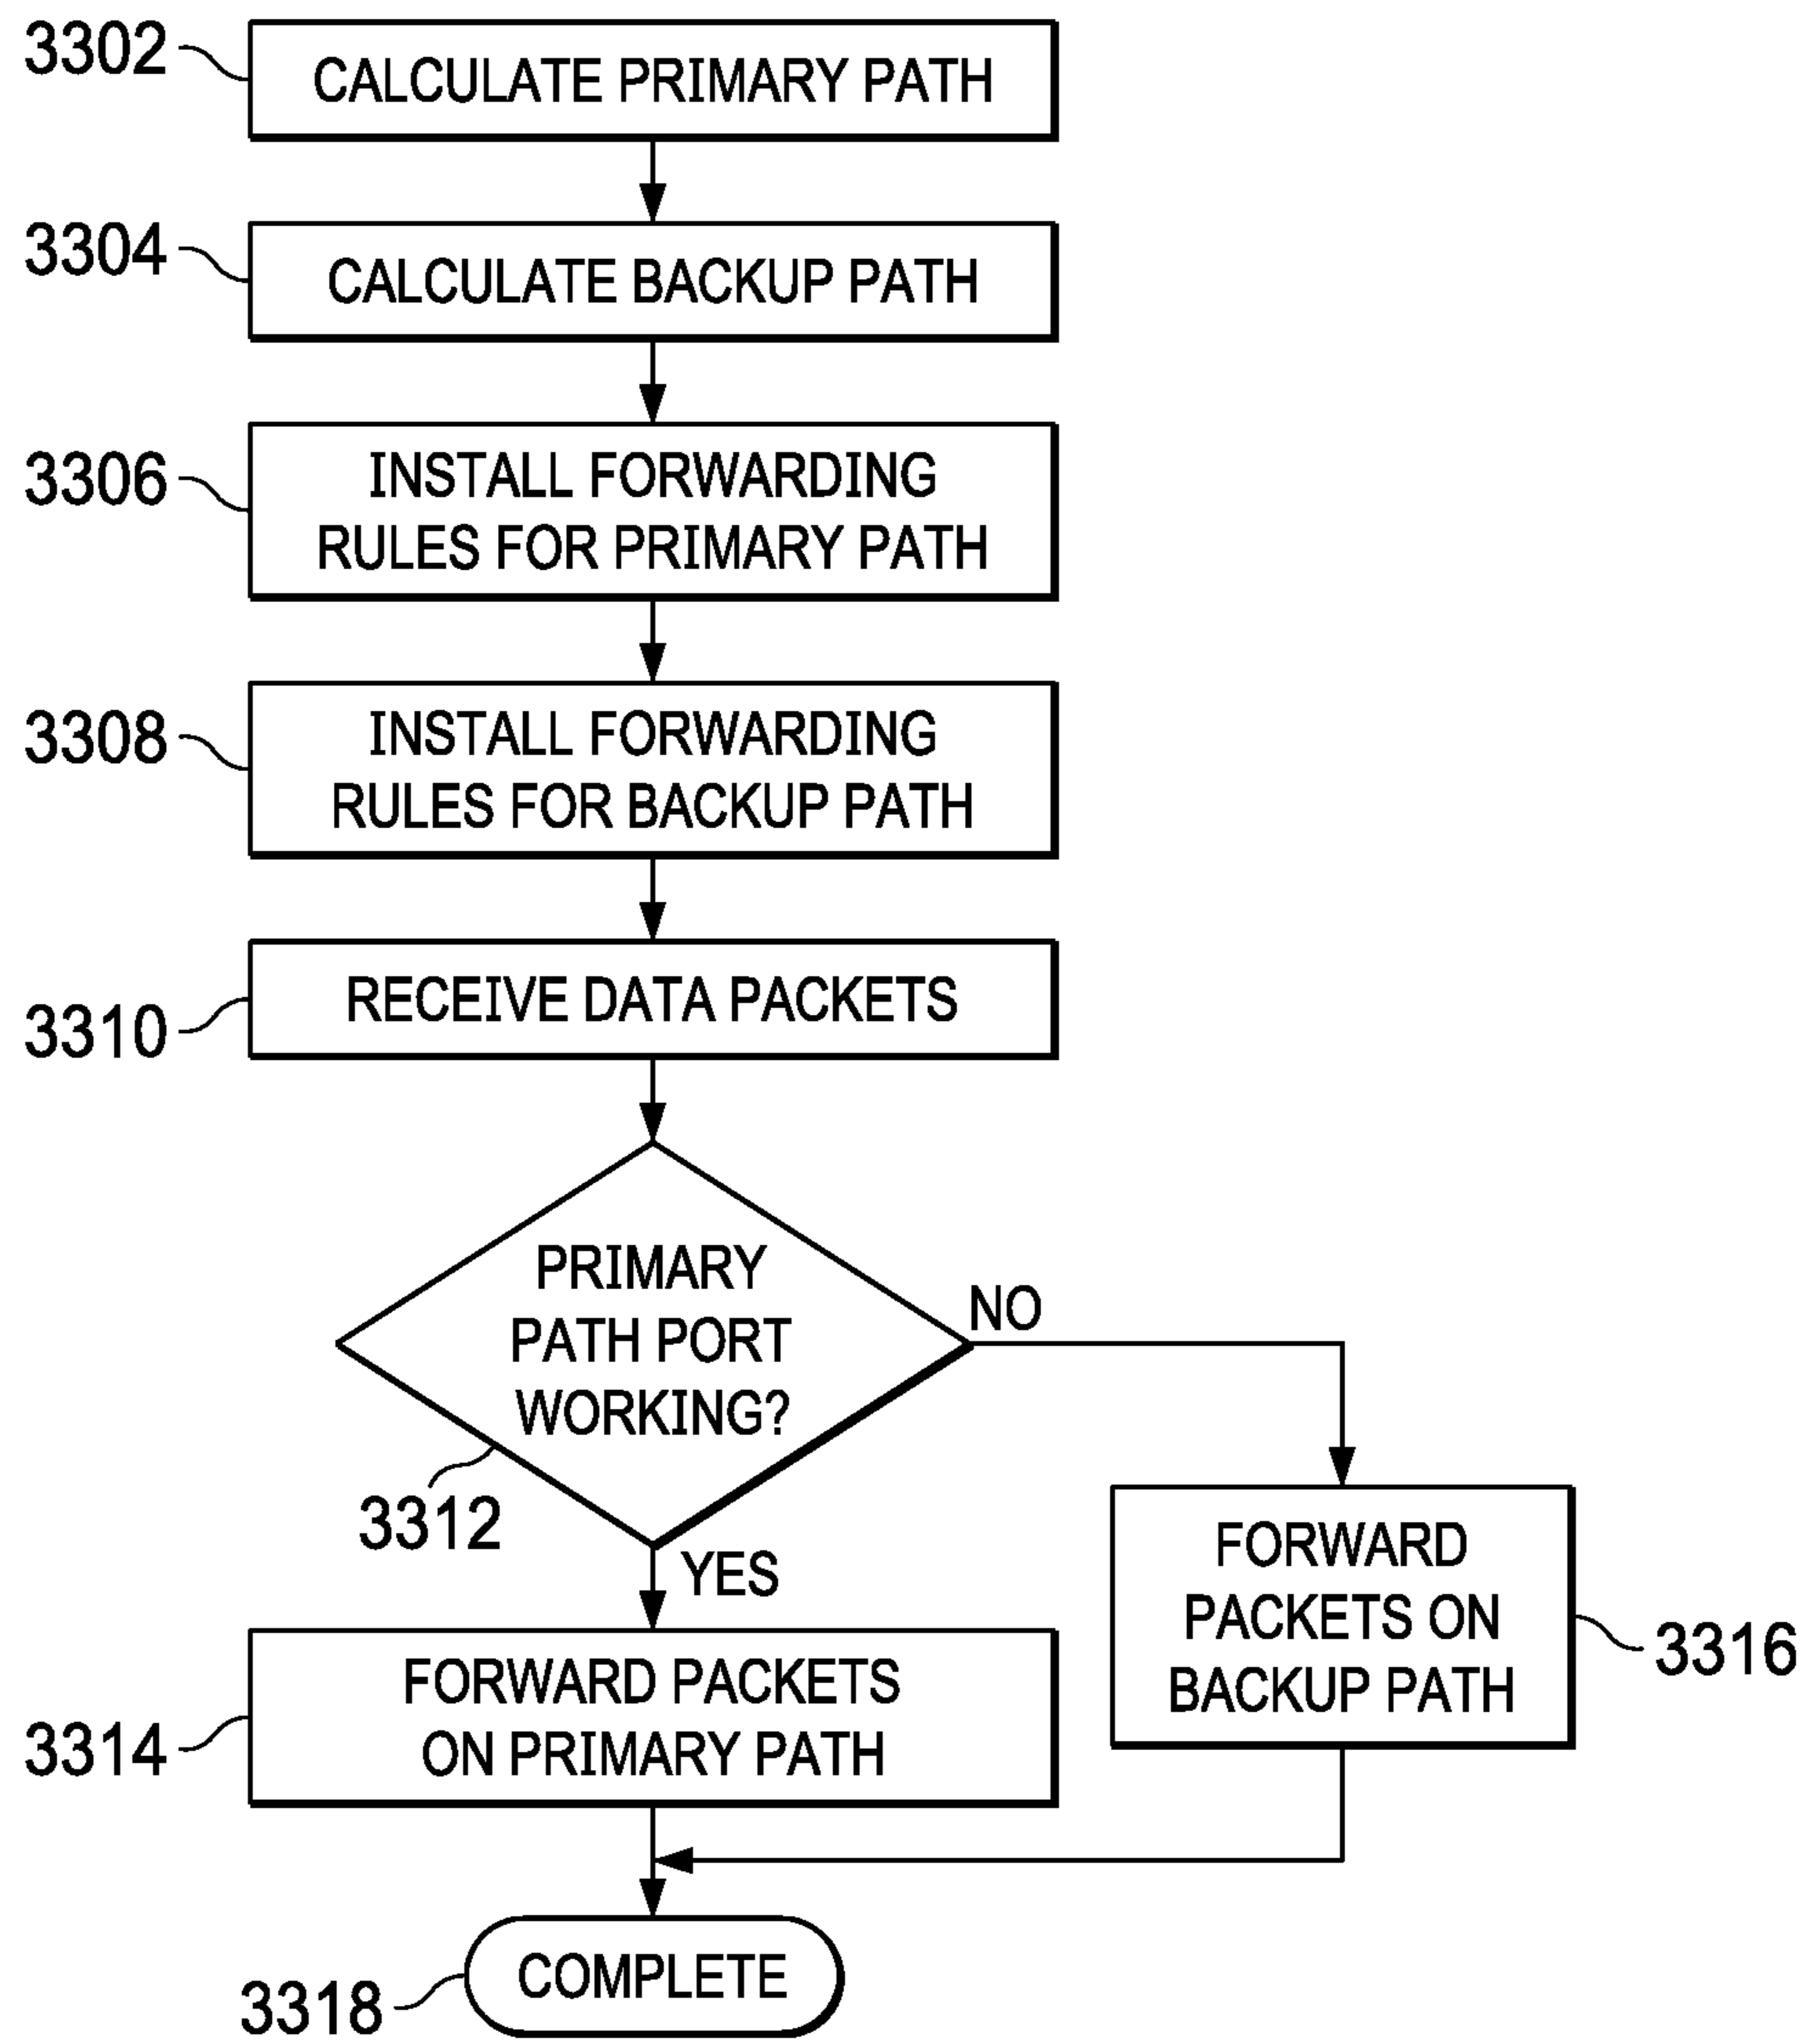 3302
CALCULATE PRIMARY PATH
3304
CALCULATE BACKUP PATH
3306
INSTALL FORWARDING
RULES FOR PRIMARY PATH
3308
INSTALL FORWARDING
RULES FOR BACKUP PATH
RECEIVE DATA PACKETS
3310
PRIMARY
PATH PORT
WORKING?
NO
3312
YES
FORWARD PACKETS
ON PRIMARY PATH
3314
FORWARD
PACKETS ON
BACKUP PATH
3316
COMPLETE
3318